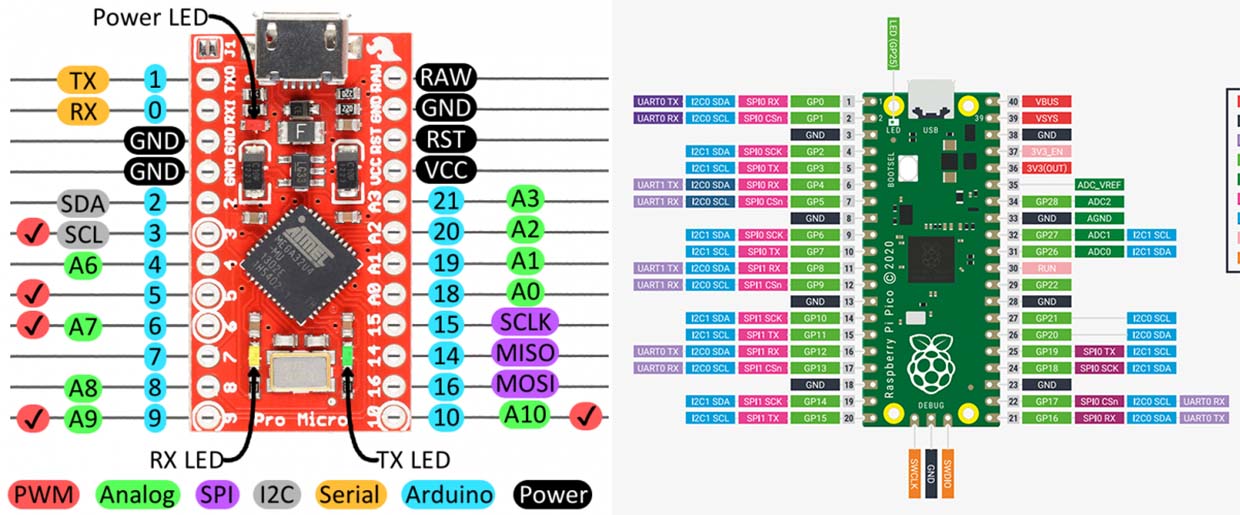 Power LED
J1
TX 1 TXO RAW RAW
RX 0 RXI GND GND
GND GND RST RST
GND GND VCC VCC
SDA 2 2 A3 21 A3
SCL 3 3 A2 20 A2
A6 4 4 A1 19 A1
5 5 A0 18 A0
A7 6 6 15 15 SCLK
7 7 14 14 MISO
A8 8 8 16 16 MOSI
A9 9 9 10 10 A10
F
ATMEL
MEGA32U4
Pro Micro
RX LED
TX LED
PWM Analog SPI I2C Serial Arduino Power
LED (GP25)
UART0 TX I2C0 SDA SPI0 RX GP0 1 1 40 VBUS
UART0 RX I2C0 SCL SPI0 CSn GP1 2 2 39 39 VSYS
LED USB
GND 3 38 GND
I2C1 SDA SPI0 SCK GP2 4 37 3V3_EN
I2C1 SCL SPI0 TX GP3 5 36 3V3(OUT)
BOOTSEL
UART1 TX I2C0 SDA SPI0 RX GP4 6 35 ADC_VREF
UART1 RX I2C0 SCL SPI0 CSn GP5 7 34 GP28 ADC2
GND 8 33 GND AGND
I2C1 SDA SPI0 SCK GP6 9 32 GP27 ADC1 I2C1 SCL
I2C1 SCL SPI0 TX GP7 10 31 GP26 ADC0 I2C1 SDA
UART1 TX I2C0 SDA SPI1 RX GP8 11 30 RUN
UART1 RX I2C0 SCL SPI1 CSn GP9 12 29 GP22
GND 13 28 GND
I2C1 SDA SPI1 SCK GP10 14 27 GP21 I2C0 SCL
I2C1 SCL SPI1 TX GP11 15 26 GP20 I2C0 SDA
UART0 TX I2C0 SDA SPI1 RX GP12 16 25 GP19 SPI0 TX I2C1 SCL
UART0 RX I2C0 SCL SPI1 CSn GP13 17 24 GP18 SPI0 SCK I2C1 SDA
GND 18 23 GND
I2C1 SDA SPI1 SCK GP14 19 22 GP17 SPI0 CSn I2C0 SCL UART0 RX
I2C1 SCL SPI1 TX GP15 20 21 GP16 SPI0 RX I2C0 SDA UART0 TX
Raspberry Pi Pico © 2020
DEBUG
SWCLK
GND
SWDIO